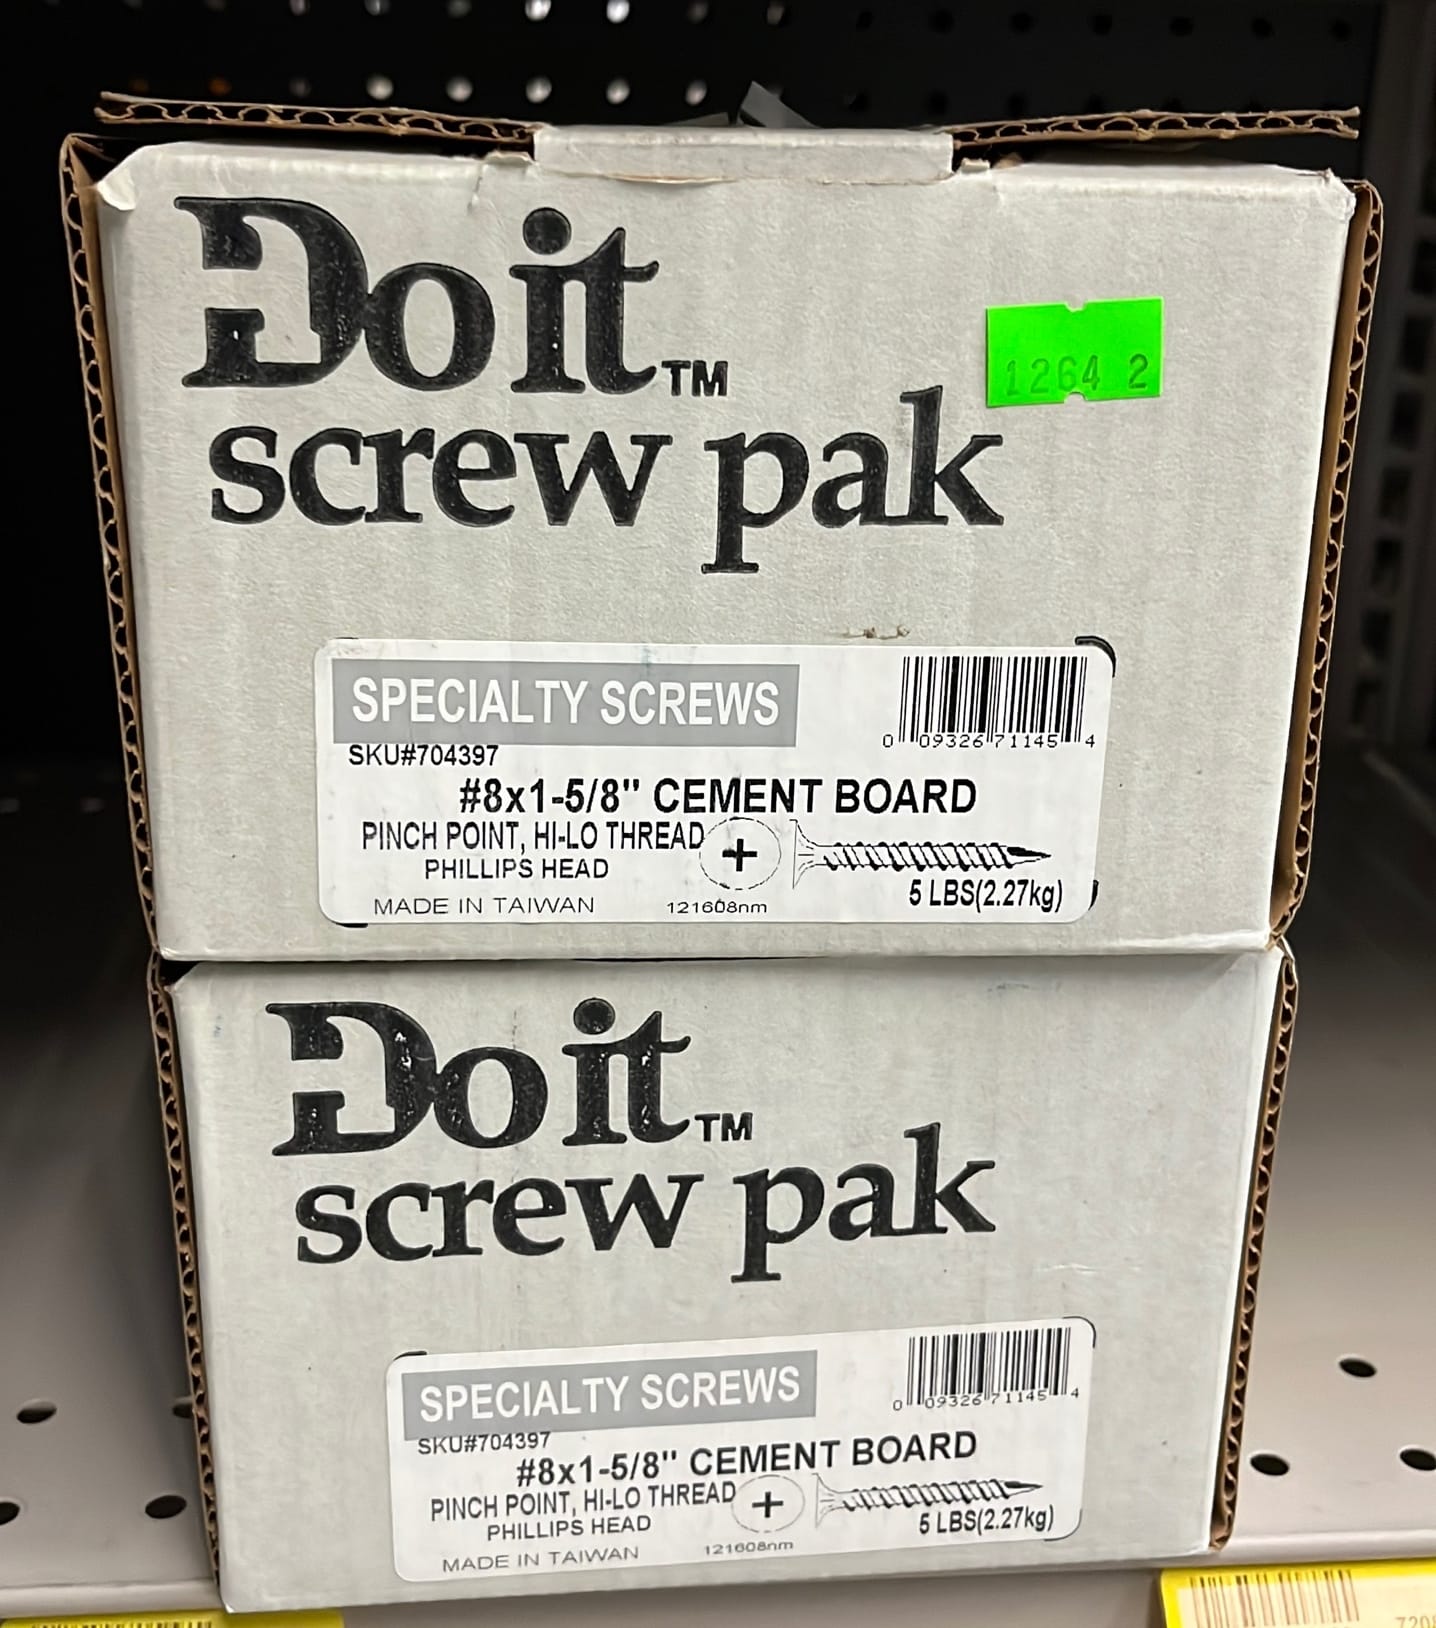 Do it™
screw pak
1264 2
SPECIALTY SCREWS
SKU#704397
0 09326 71145 4
#8x1-5/8" CEMENT BOARD
PINCH POINT, HI-LO THREAD
PHILLIPS HEAD
5 LBS(2.27kg)
MADE IN TAIWAN 121608nm
Do it™
screw pak
SPECIALTY SCREWS
SKU#704397
0 09326 71145 4
#8x1-5/8" CEMENT BOARD
PINCH POINT, HI-LO THREAD
PHILLIPS HEAD
5 LBS(2.27kg)
MADE IN TAIWAN 121608nm